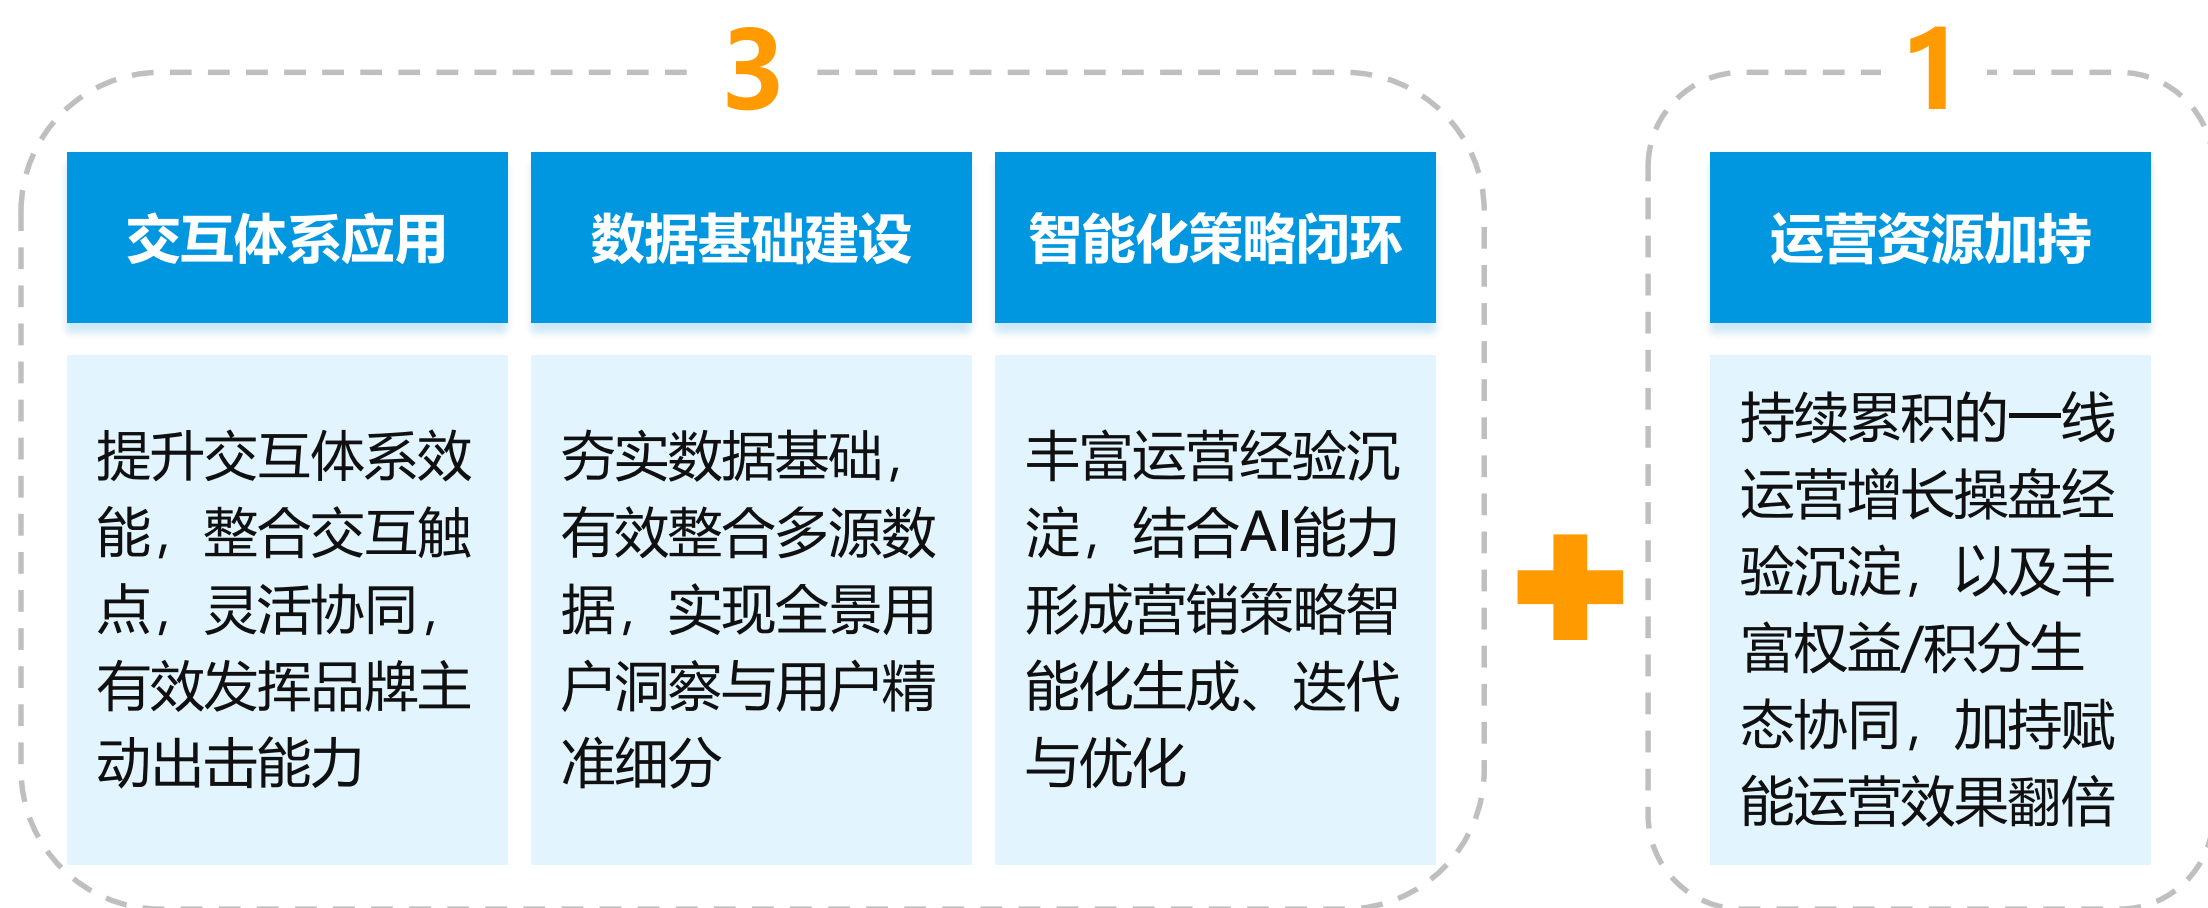 3
交互体系应用
提升交互体系效
能，整合交互触
点，灵活协同，
有效发挥品牌主
动出击能力
数据基础建设
夯实数据基础，
有效整合多源数
据，实现全景用
户洞察与用户精
准细分
智能化策略闭环
丰富运营经验沉
淀，结合AI能力
形成营销策略智
能化生成、迭代
与优化
1
运营资源加持
持续累积的一线
运营增长操盘经
验沉淀，以及丰
富权益/积分生
态协同，加持赋
能运营效果翻倍